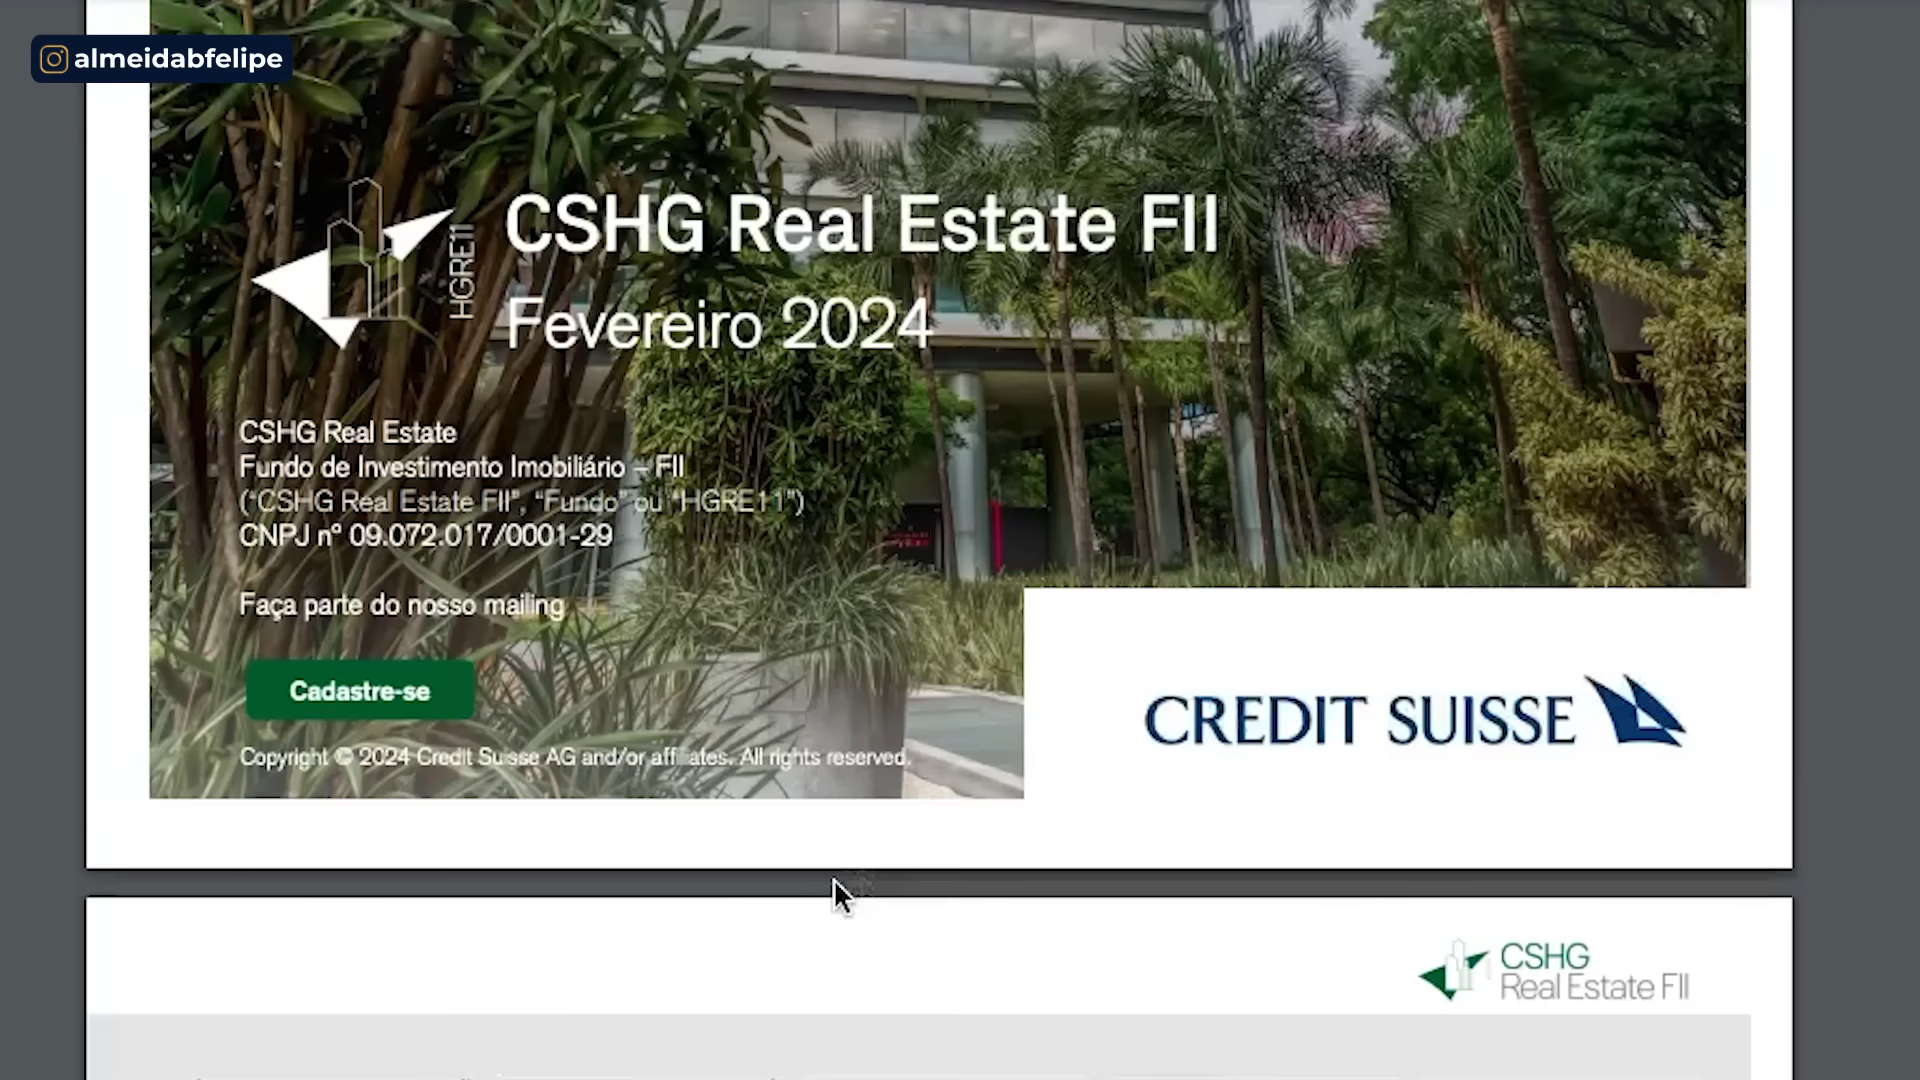 almeidabfelipe
HGRE11
CSHG Real Estate FII
Fevereiro 2024
CSHG Real Estate
Fundo de Investimento Imobiliário – FII
(“CSHG Real Estate FII”, “Fundo” ou “HGRE11”)
CNPJ nº 09.072.017/0001-29
Faça parte do nosso mailing
Cadastre-se
Copyright © 2024 Credit Suisse AG and/or affiliates. All rights reserved.
CREDIT SUISSE
CSHG
Real Estate FII